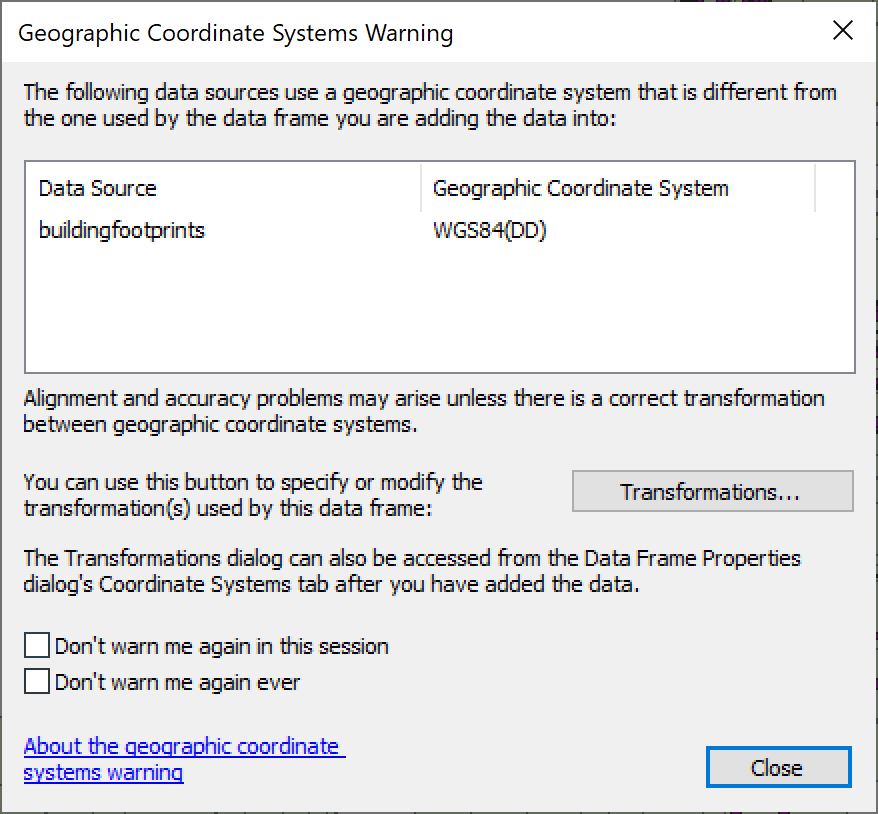 Geographic Coordinate Systems Warning
The following data sources use a geographic coordinate system that is different from
the one used by the data frame you are adding the data into:
Data Source Geographic Coordinate System
buildingfootprints WGS84(DD)
Alignment and accuracy problems may arise unless there is a correct transformation
between geographic coordinate systems.
You can use this button to specify or modify the
transformation(s) used by this data frame:
Transformations...
The Transformations dialog can also be accessed from the Data Frame Properties
dialog's Coordinate Systems tab after you have added the data.
Don't warn me again in this session
Don't warn me again ever
About the geographic coordinate
systems warning
Close